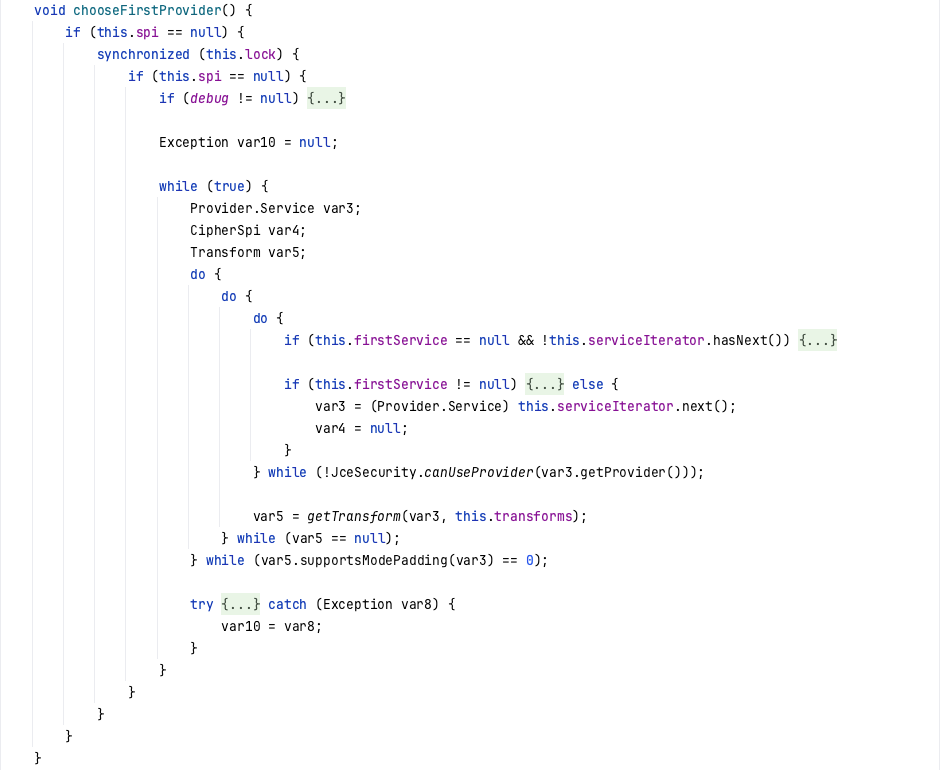 void chooseFirstProvider() {
if (this.spi == null) {
synchronized (this.lock) {
if (this.spi == null) {
if (debug != null) {...}
Exception var10 = null;
while (true) {
Provider.Service var3;
CipherSpi var4;
Transform var5;
do {
do {
do {
if (this.firstService == null && !this.serviceIterator.hasNext()) {...}
if (this.firstService != null) {...} else {
var3 = (Provider.Service) this.serviceIterator.next();
var4 = null;
}
} while (!JceSecurity.canUseProvider(var3.getProvider()));
var5 = getTransform(var3, this.transforms);
} while (var5 == null);
} while (var5.supportsModePadding(var3) == 0);
try {...} catch (Exception var8) {
var10 = var8;
}
}
}
}
}
}